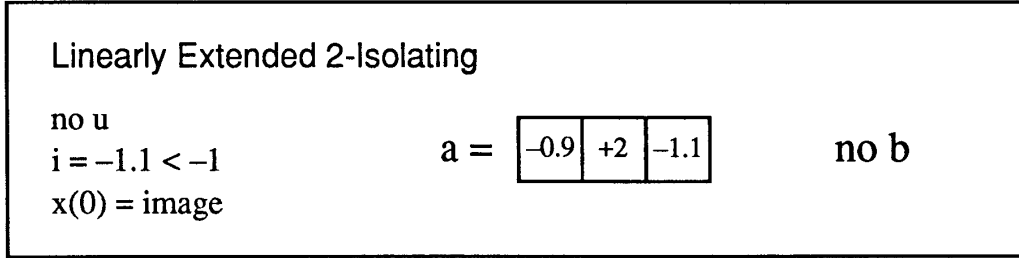 Linearly Extended 2-Isolating
no u
i = –1.1 < –1
x(0) = image
a = –0.9 +2 –1.1
no b